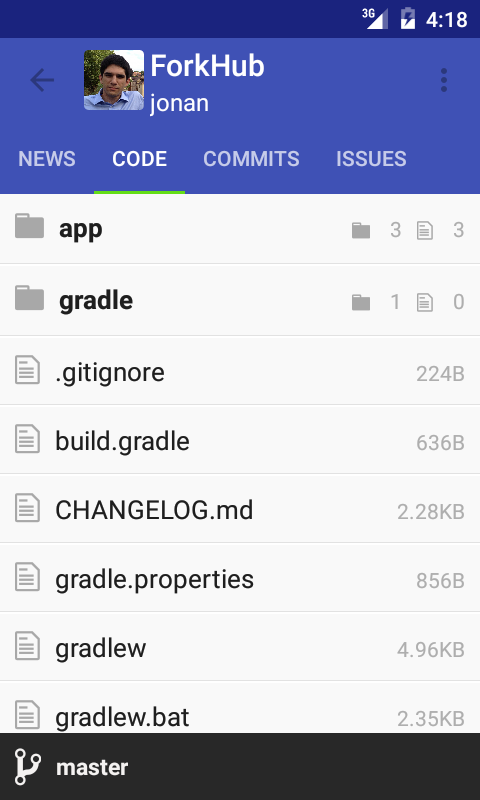 3G 4:18
ForkHub
jonan
NEWS CODE COMMITS ISSUES
app 3 3
gradle 1 0
.gitignore 224B
build.gradle 636B
CHANGELOG.md 2.28KB
gradle.properties 856B
gradlew 4.96KB
gradlew.bat 2.35KB
master